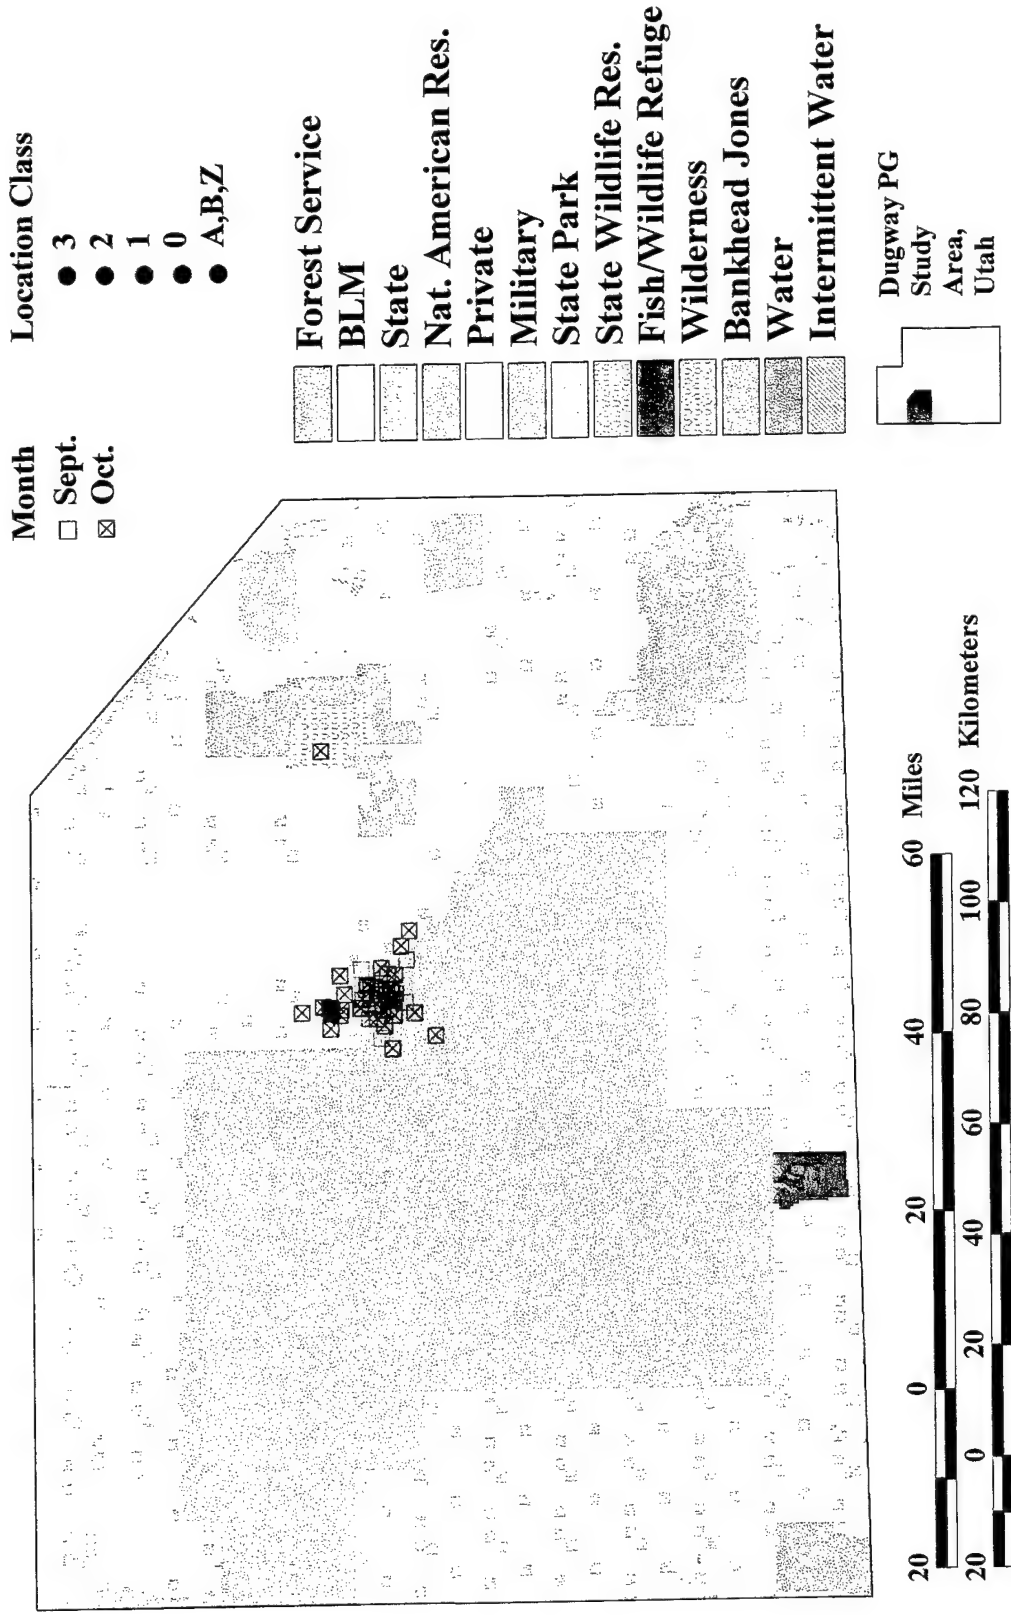 Month
Sept.
Oct.
Location Class
3
2
1
0
A,B,Z
Forest Service
BLM
State
Nat. American Res.
Private
Military
State Park
State Wildlife Res.
Fish/Wildlife Refuge
Wilderness
Bankhead Jones
Water
Intermittent Water
Dugway PG
Study
Area,
Utah
20 0 20 40 60 Miles
20 0 20 40 60 80 100 120 Kilometers